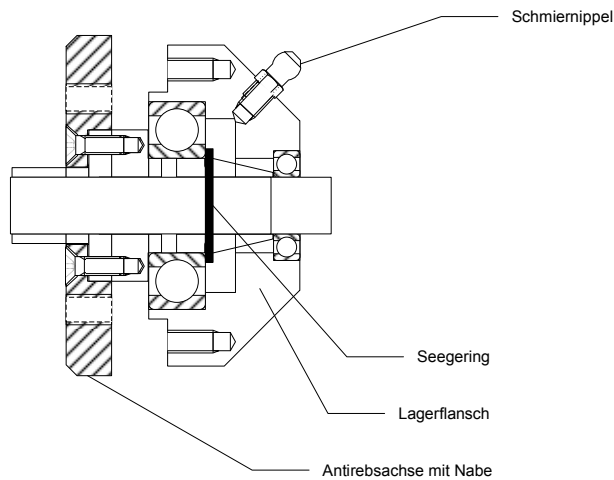 Schmiernippel
Seegering
Lagerflansch
Antirebsachse mit Nabe